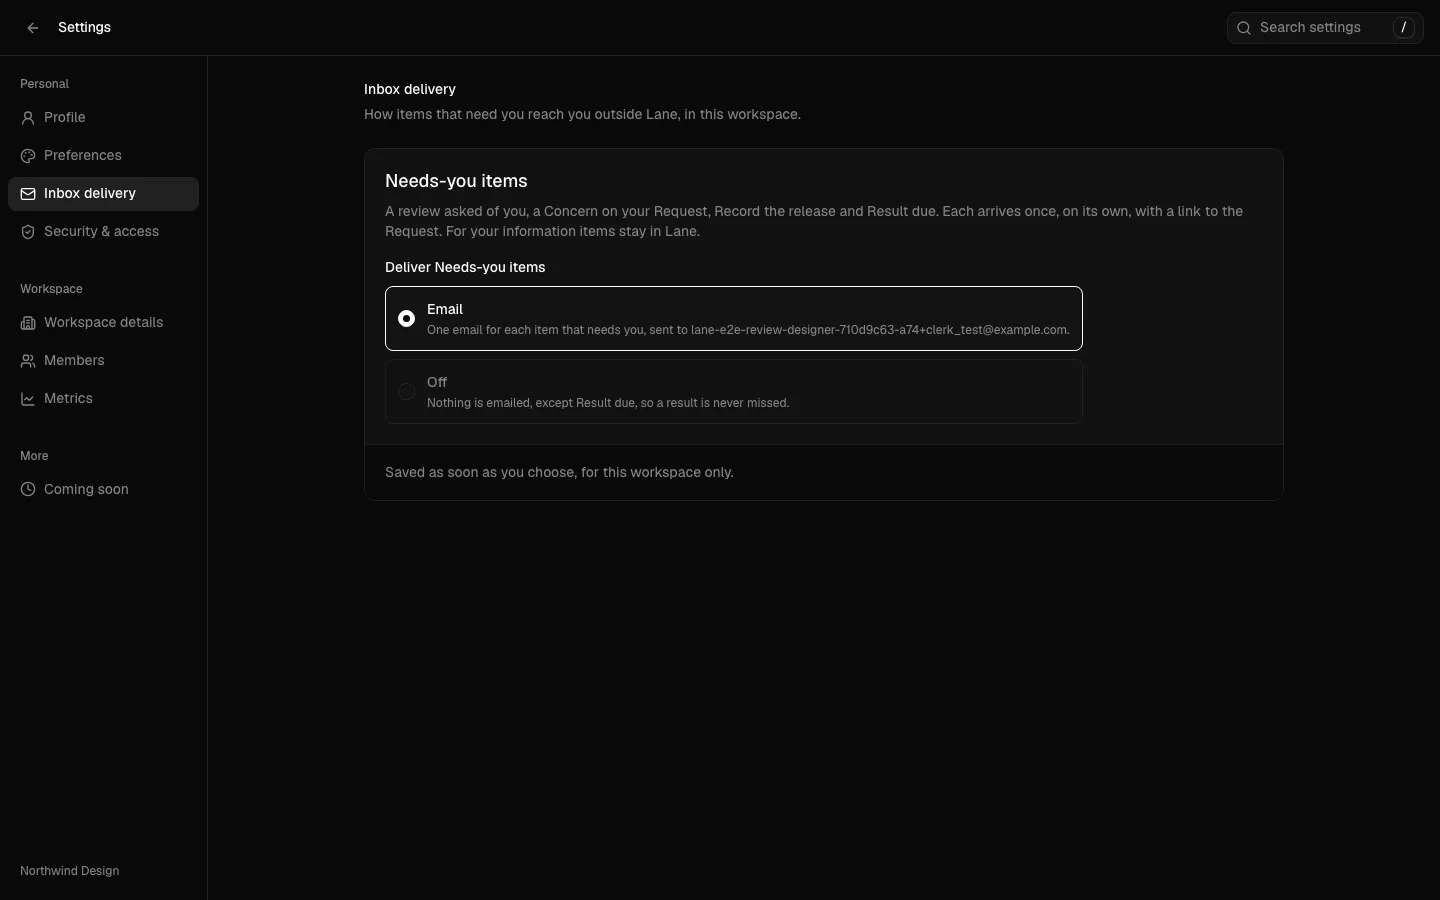 Settings
Search settings
/
Personal
Profile
Preferences
Inbox delivery
Security & access
Workspace
Workspace details
Members
Metrics
More
Coming soon
Northwind Design
Inbox delivery
How items that need you reach you outside Lane, in this workspace.
Needs-you items
A review asked of you, a Concern on your Request, Record the release and Result due. Each arrives once, on its own, with a link to the
Request. For your information items stay in Lane.
Deliver Needs-you items
Email
One email for each item that needs you, sent to lane-e2e-review-designer-710d9c63-a74+clerk_test@example.com.
Off
Nothing is emailed, except Result due, so a result is never missed.
Saved as soon as you choose, for this workspace only.